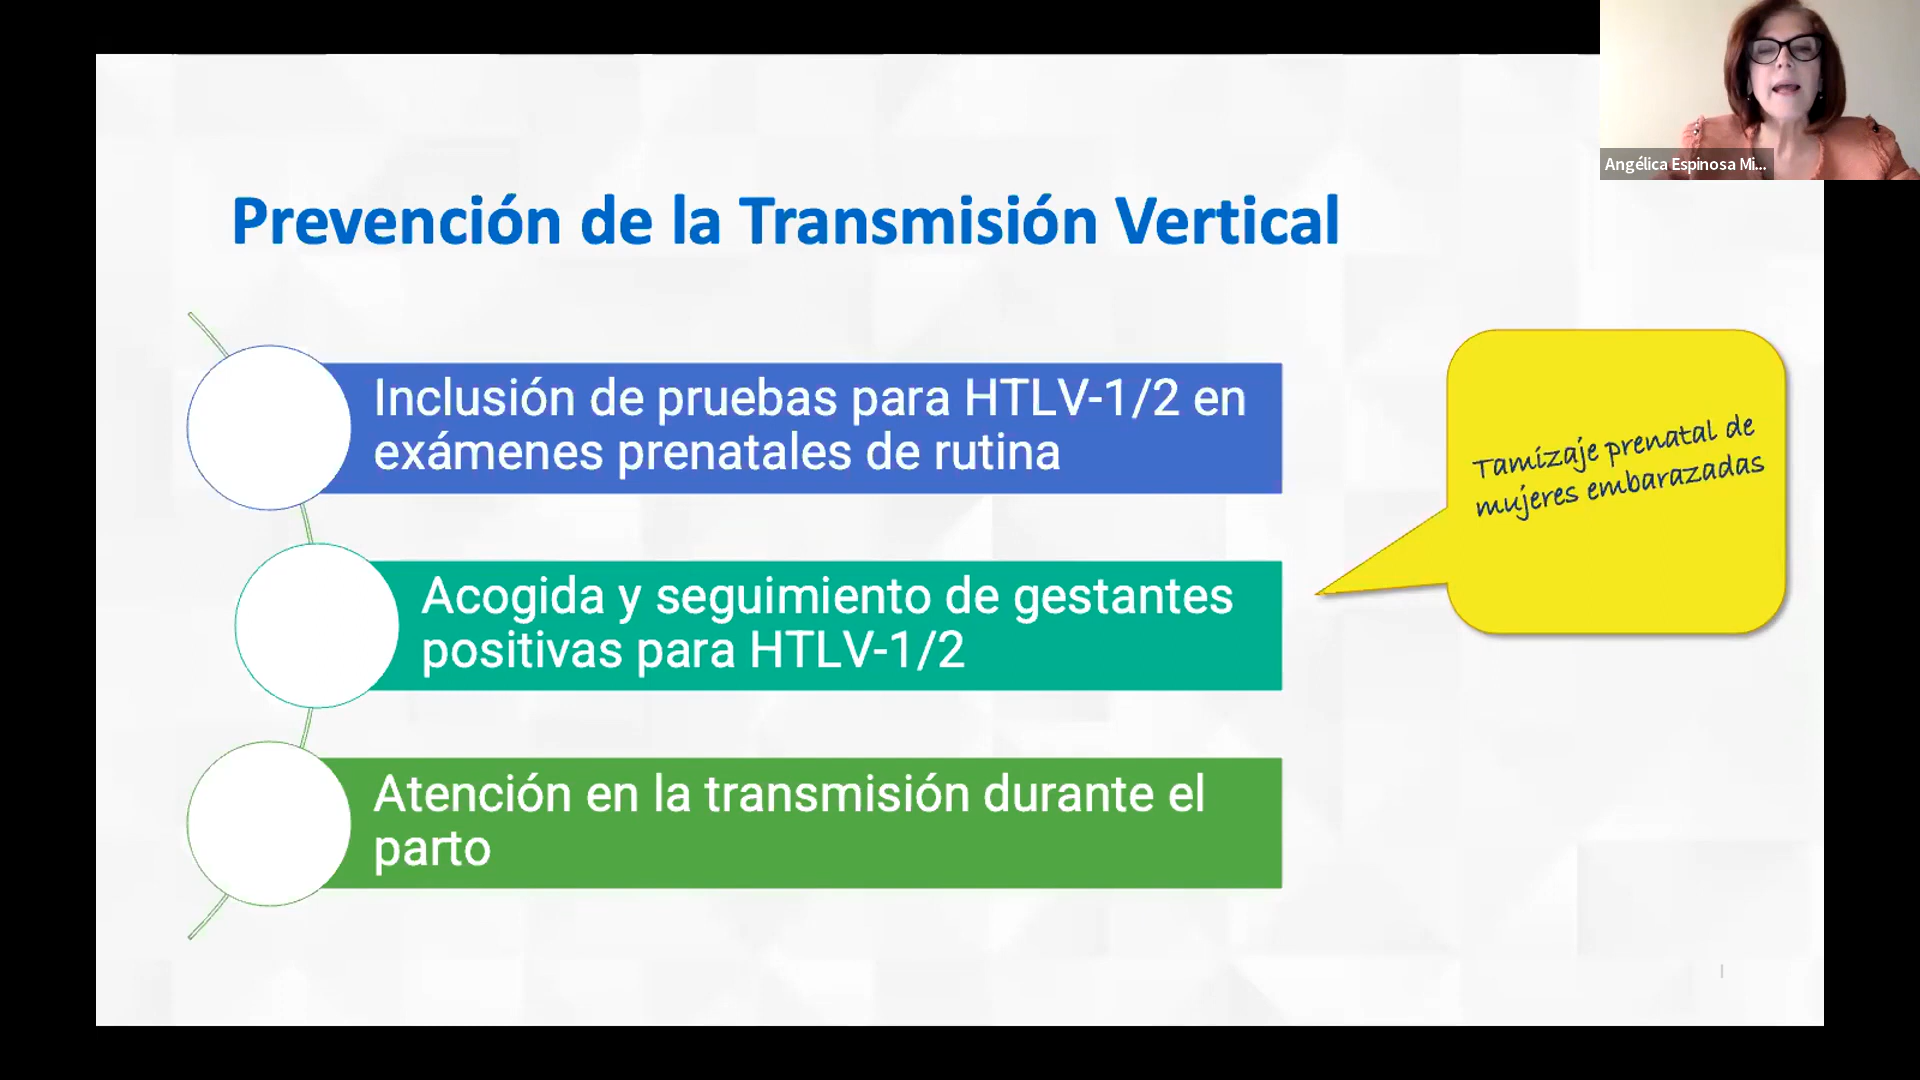 Angélica Espinosa Mi...
Prevención de la Transmisión Vertical
Inclusión de pruebas para HTLV-1/2 en
exámenes prenatales de rutina
Tamizaje prenatal de
mujeres embarazadas
Acogida y seguimiento de gestantes
positivas para HTLV-1/2
Atención en la transmisión durante el
parto